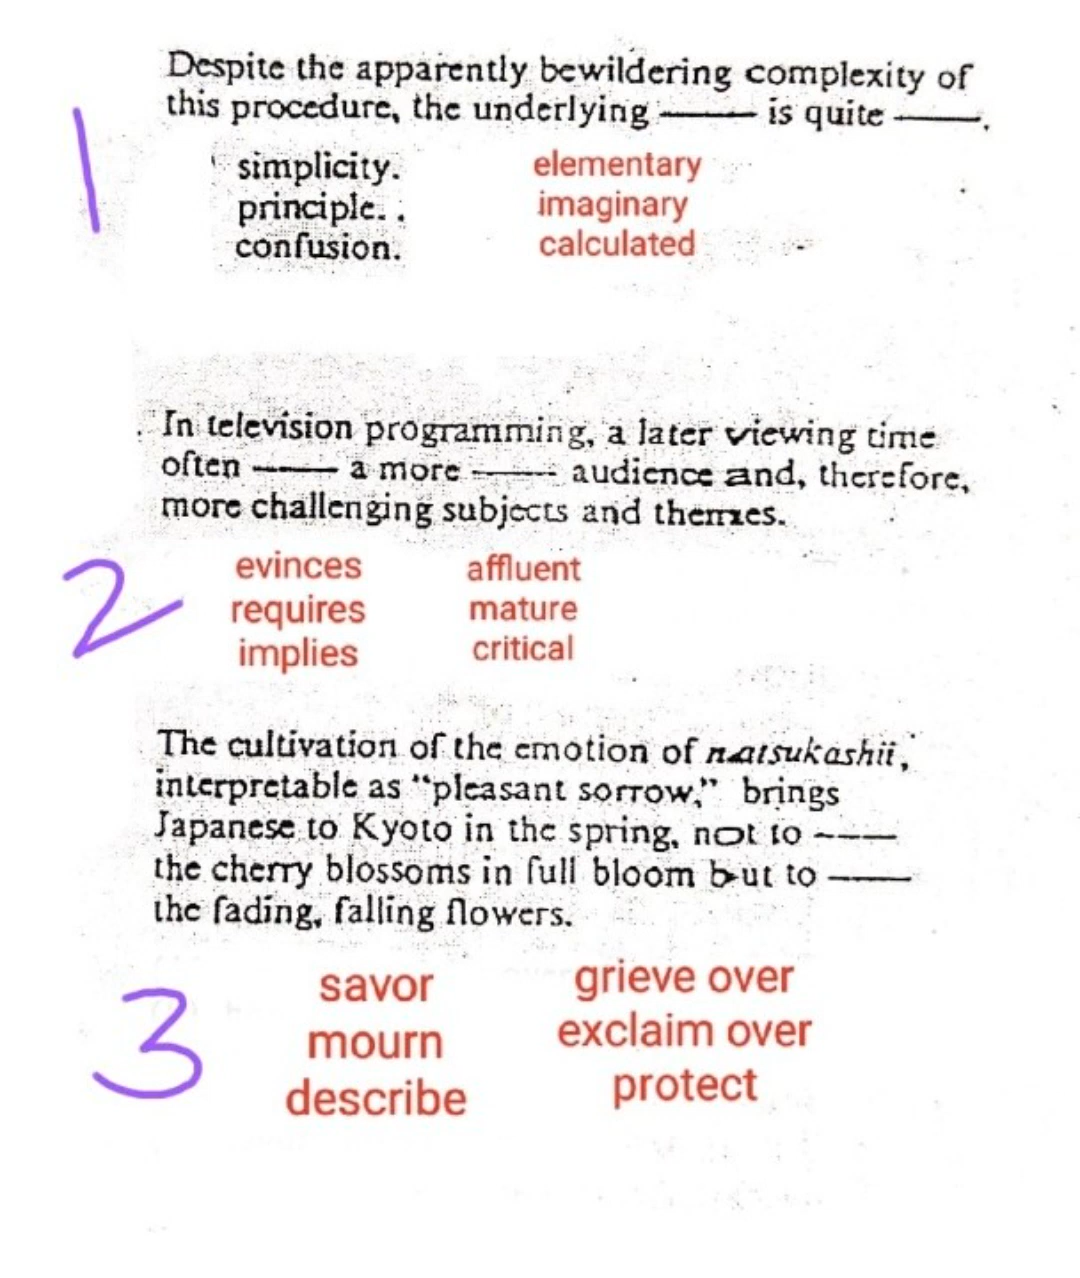 Despite the apparently bewildering complexity of
this procedure, the underlying —— is quite ——.
1
simplicity. elementary
principle. imaginary
confusion. calculated
In television programming, a later viewing time
often —— a more —— audience and, therefore,
more challenging subjects and themes.
2
evinces affluent
requires mature
implies critical
The cultivation of the emotion of natsukashii,
interpretable as "pleasant sorrow," brings
Japanese to Kyoto in the spring, not to ——
the cherry blossoms in full bloom but to ——
the fading, falling flowers.
3
savor grieve over
mourn exclaim over
describe protect